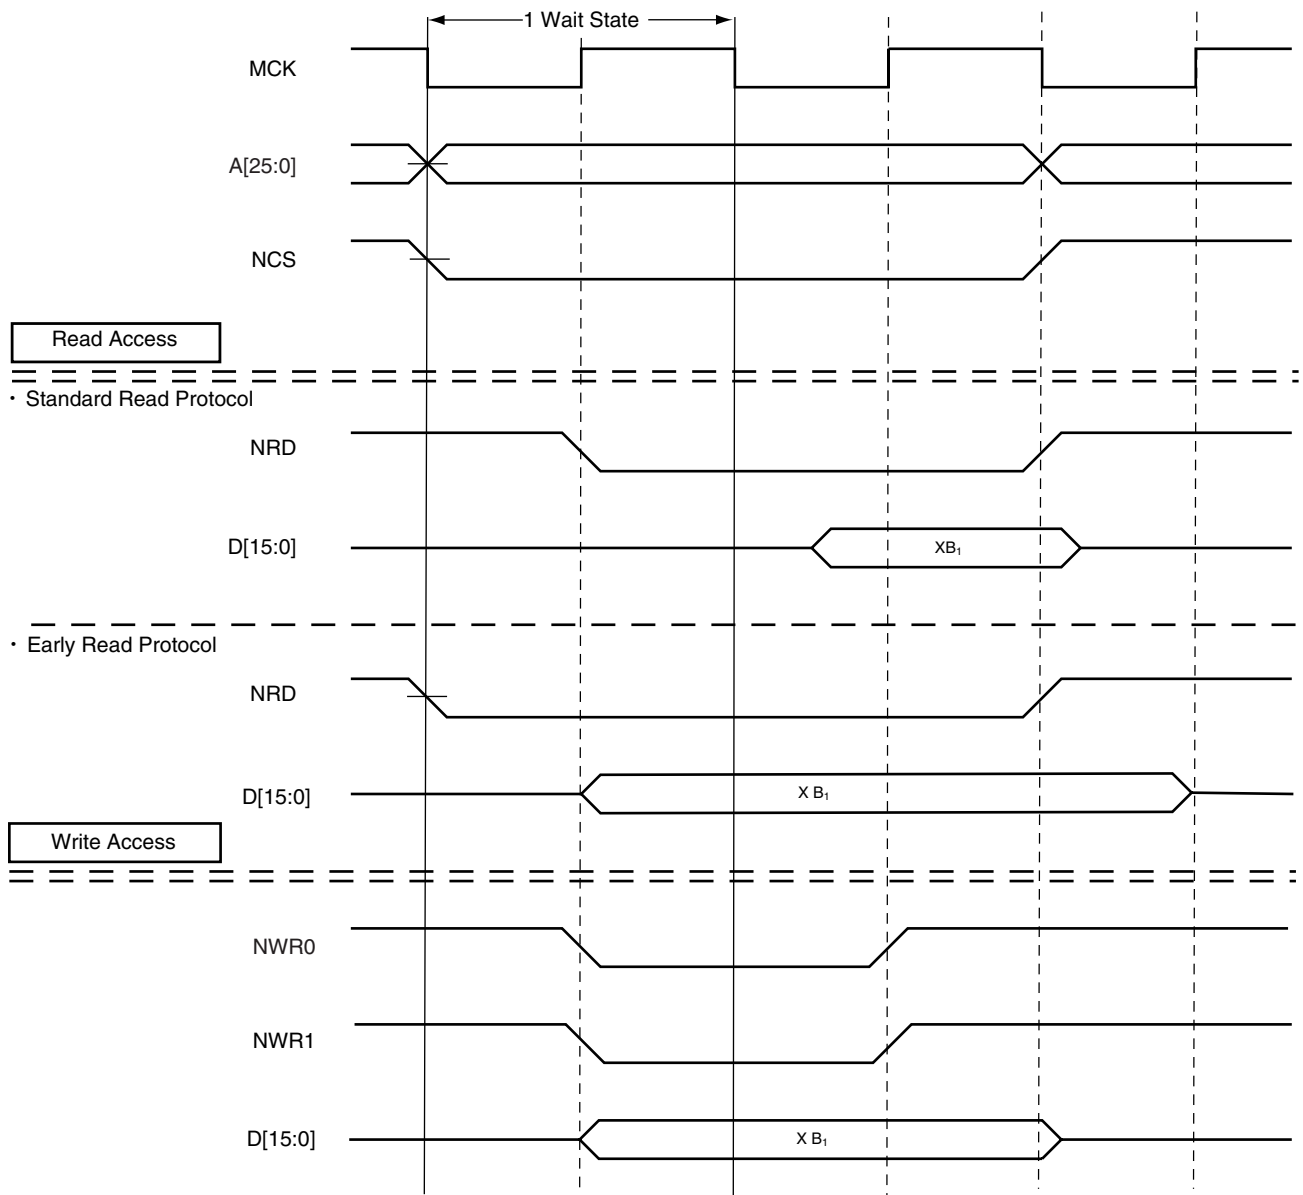 1 Wait State
MCK
A[25:0]
NCS
Read Access
· Standard Read Protocol
NRD
D[15:0]
XB₁
· Early Read Protocol
NRD
D[15:0]
X B₁
Write Access
NWR0
NWR1
D[15:0]
X B₁